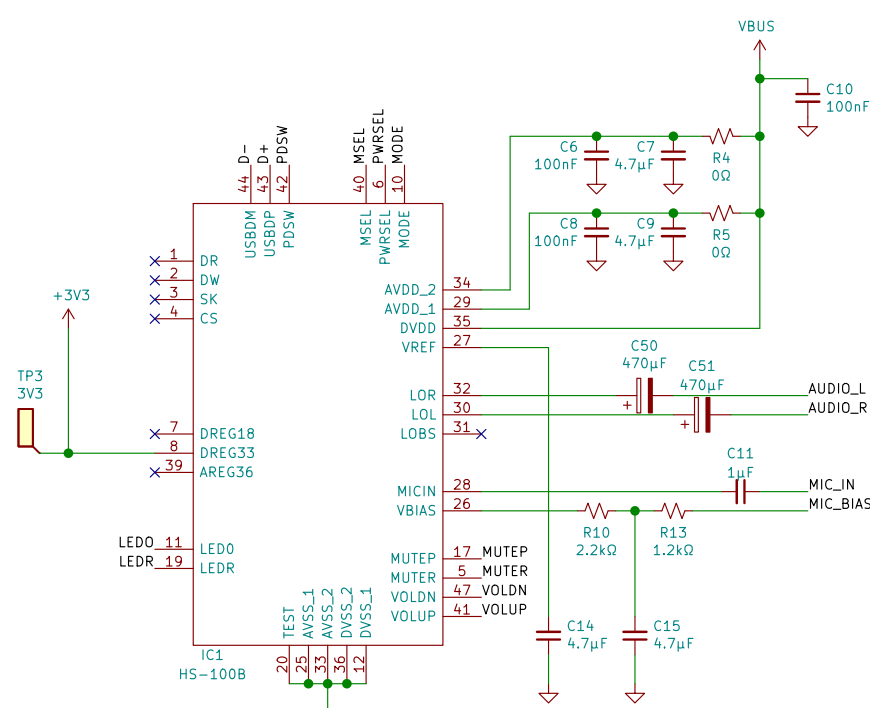 VBUS
C10
100nF
C6
100nF
C7
4.7µF
R4
0Ω
C8
100nF
C9
4.7µF
R5
0Ω
D-
D+
PDSW
MSEL
PWRSEL
MODE
44
43
42
40
6
10
USBDM
USBDP
PDSW
MSEL
PWRSEL
MODE
1 DR
2 DW
3 SK
4 CS
+3V3
TP3
3V3
7 DREG18
8 DREG33
39 AREG36
LEDO 11 LEDO
LEDR 19 LEDR
AVDD_2 34
AVDD_1 29
DVDD 35
VREF 27
C50
470µF
+
C51
470µF
+
LOR 32 AUDIO_L
LOL 30 AUDIO_R
LOBS 31
C11
1µF
MICIN 28 MIC_IN
VBIAS 26 MIC_BIAS
R10
2.2kΩ
R13
1.2kΩ
MUTEP 17 MUTEP
MUTER 5 MUTER
VOLDN 47 VOLDN
VOLUP 41 VOLUP
C14
4.7µF
C15
4.7µF
TEST
AVSS_1
AVSS_2
DVSS_2
DVSS_1
20
25
33
36
12
IC1
HS-100B